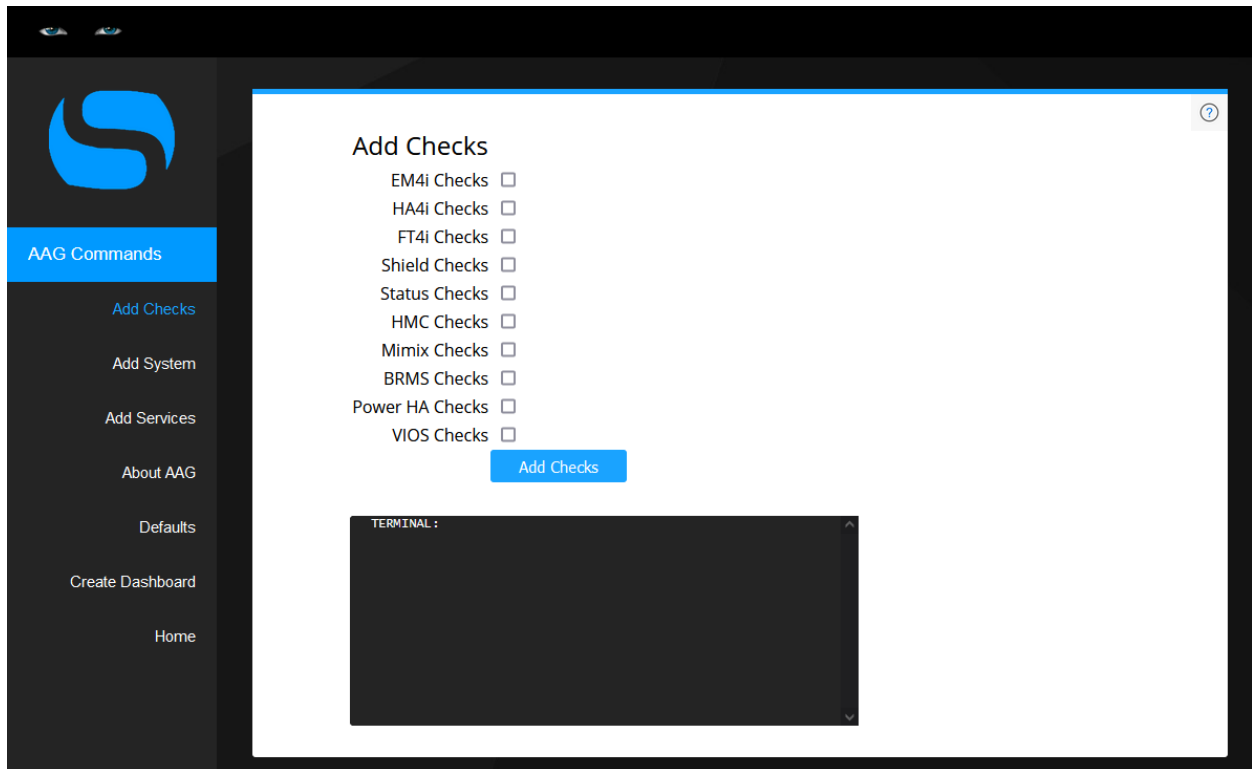 AAG Commands
Add Checks
Add System
Add Services
About AAG
Defaults
Create Dashboard
Home
?
Add Checks
EM4i Checks
HA4i Checks
FT4i Checks
Shield Checks
Status Checks
HMC Checks
Mimix Checks
BRMS Checks
Power HA Checks
VIOS Checks
Add Checks
TERMINAL: